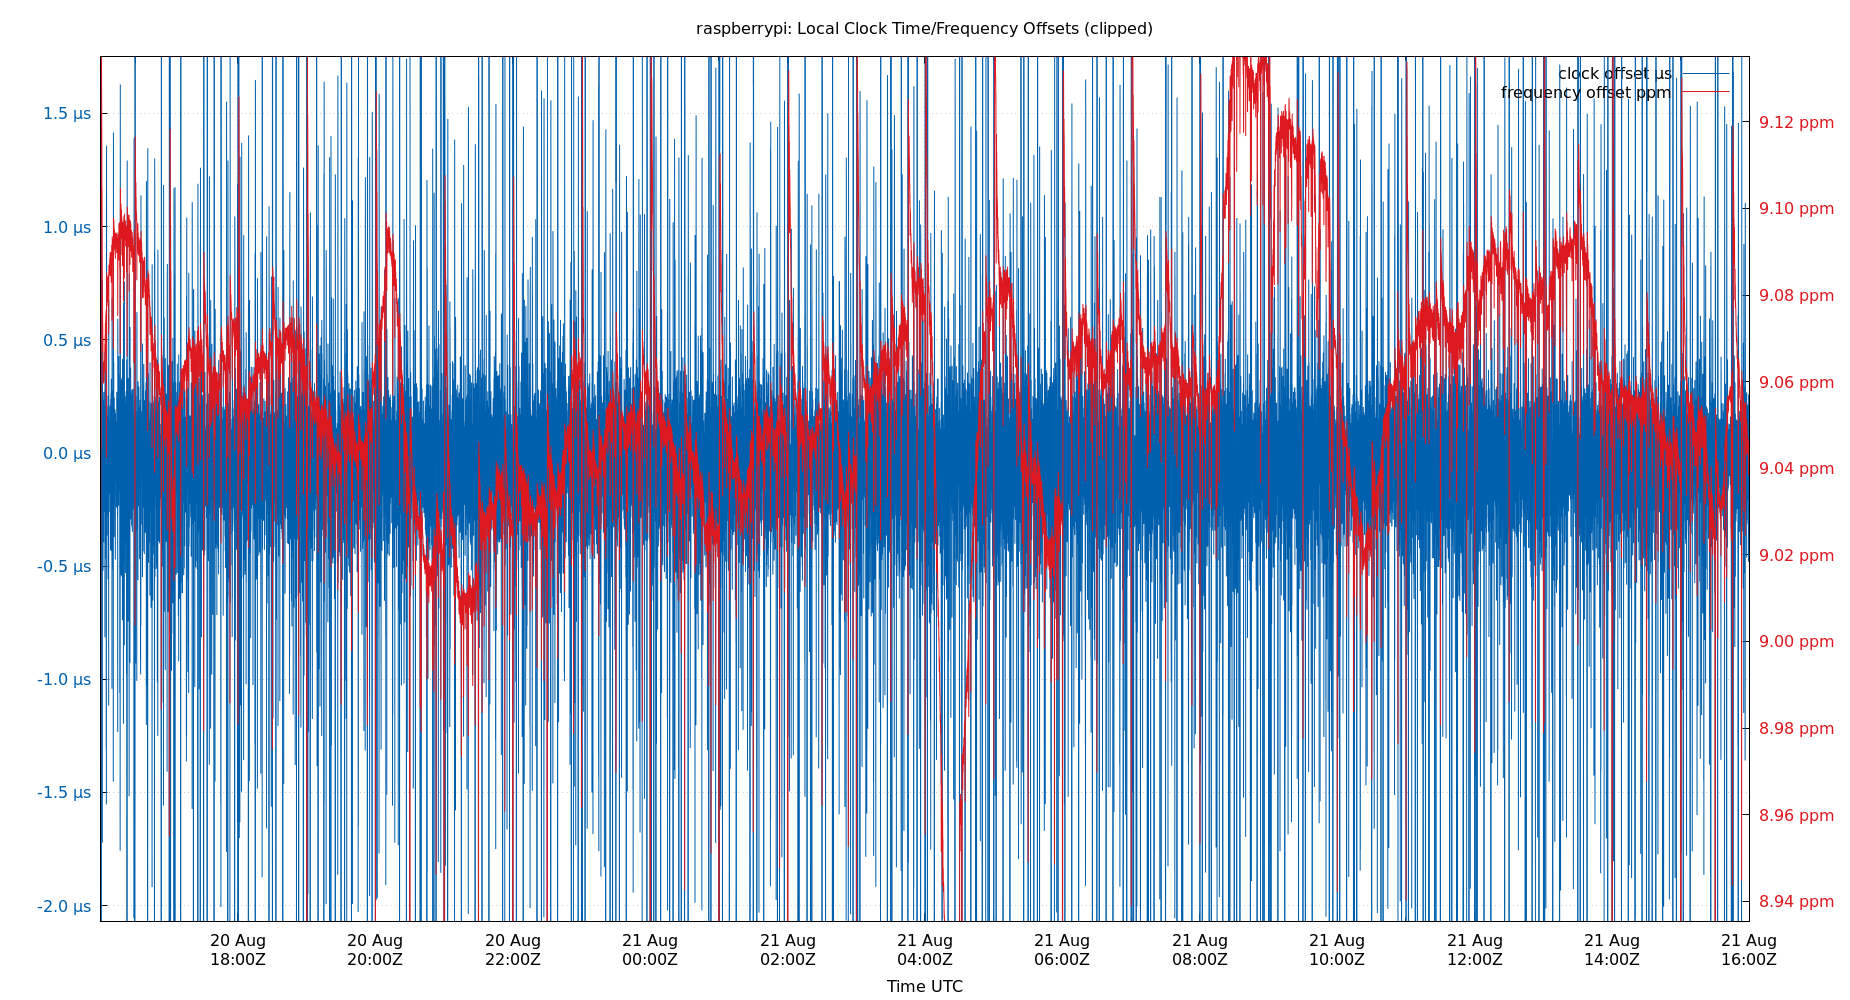 raspberrypi: Local Clock Time/Frequency Offsets (clipped)
clock offset µs
frequency offset ppm
1.5 µs
1.0 µs
0.5 µs
0.0 µs
-0.5 µs
-1.0 µs
-1.5 µs
-2.0 µs
9.12 ppm
9.10 ppm
9.08 ppm
9.06 ppm
9.04 ppm
9.02 ppm
9.00 ppm
8.98 ppm
8.96 ppm
8.94 ppm
20 Aug
18:00Z
20 Aug
20:00Z
20 Aug
22:00Z
21 Aug
00:00Z
21 Aug
02:00Z
21 Aug
04:00Z
21 Aug
06:00Z
21 Aug
08:00Z
21 Aug
10:00Z
21 Aug
12:00Z
21 Aug
14:00Z
21 Aug
16:00Z
Time UTC